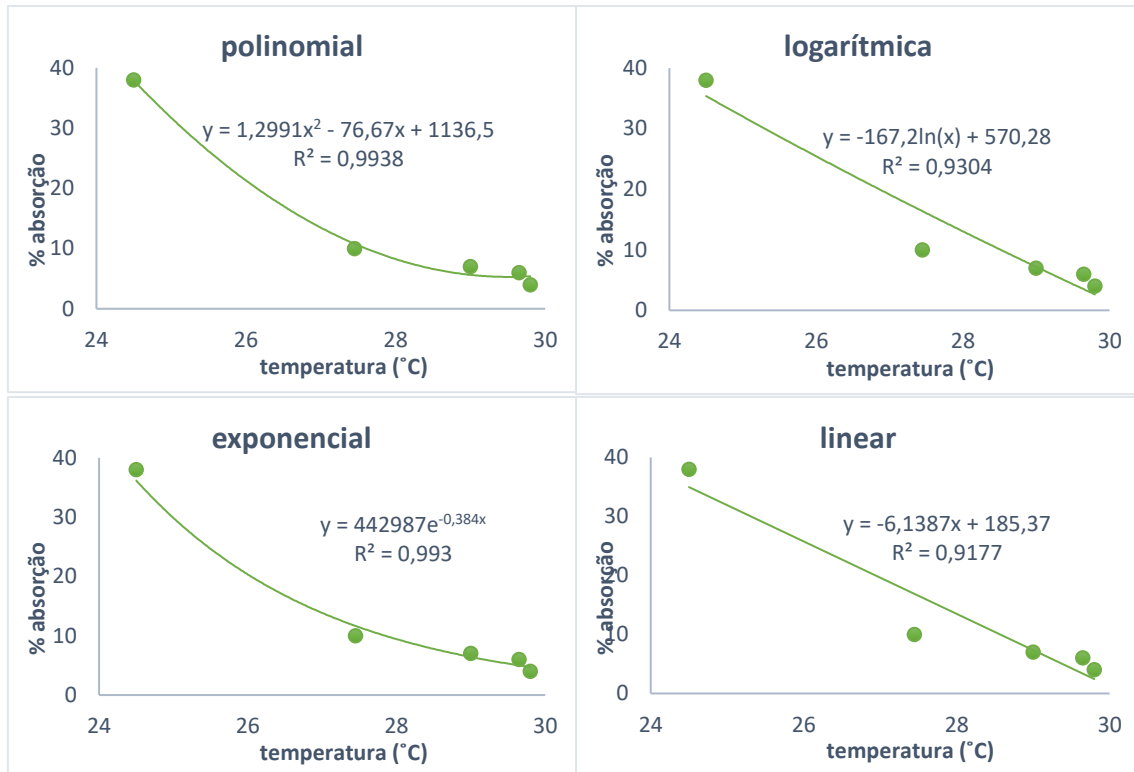 polinomial
40
30
20
10
0
% absorção
y = 1,2991x² - 76,67x + 1136,5
R² = 0,9938
24
26
28
30
temperatura (˚C)
logarítmica
40
30
20
10
0
% absorção
y = -167,2ln(x) + 570,28
R² = 0,9304
24
26
28
30
temperatura (˚C)
exponencial
40
30
20
10
0
% absorção
y = 442987e⁻⁰,³⁸⁴ˣ
R² = 0,993
24
26
28
30
temperatura (˚C)
linear
40
30
20
10
0
% absorção
y = -6,1387x + 185,37
R² = 0,9177
24
26
28
30
temperatura (˚C)